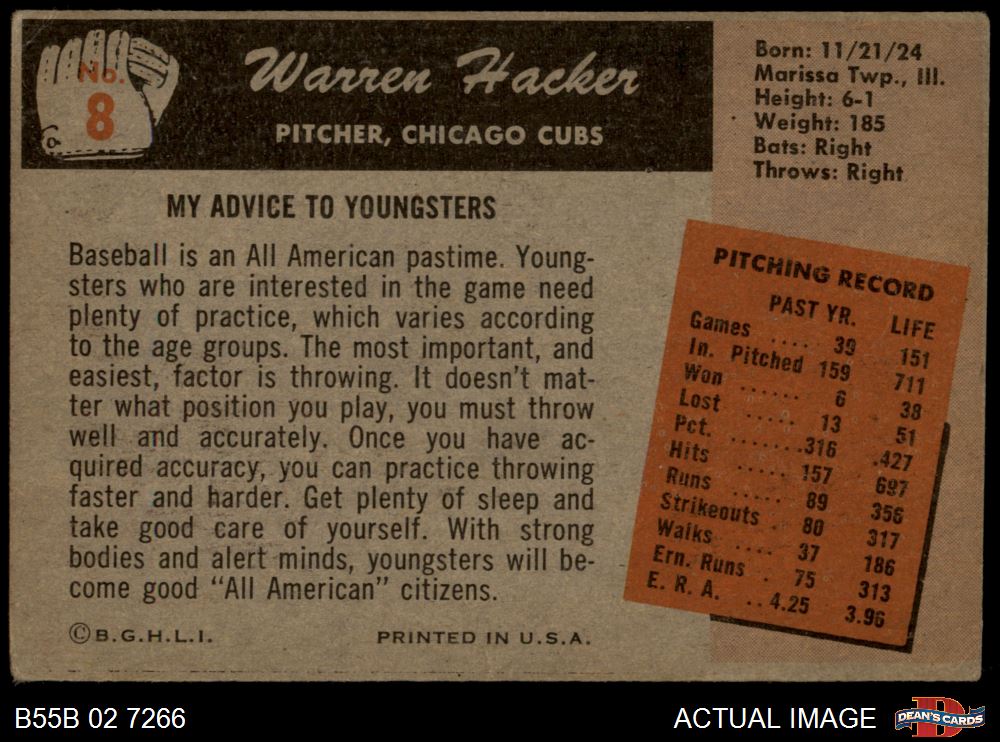 No.
8
Warren Hacker
PITCHER, CHICAGO CUBS
Born: 11/21/24
Marissa Twp., Ill.
Height: 6-1
Weight: 185
Bats: Right
Throws: Right
MY ADVICE TO YOUNGSTERS
Baseball is an All American pastime. Young-
sters who are interested in the game need
plenty of practice, which varies according
to the age groups. The most important, and
easiest, factor is throwing. It doesn't mat-
ter what position you play, you must throw
well and accurately. Once you have ac-
quired accuracy, you can practice throwing
faster and harder. Get plenty of sleep and
take good care of yourself. With strong
bodies and alert minds, youngsters will be-
come good "All American" citizens.
©B.G.H.L.I. PRINTED IN U.S.A.
PITCHING RECORD
PAST YR. LIFE
Games .... 39 151
In. Pitched 159 711
Won ...... 6 38
Lost ..... 13 51
Pct. .......316 .427
Hits ..... 157 697
Runs ..... 89 356
Strikeouts . 80 317
Walks .... 37 186
Ern. Runs . 75 313
E. R. A. ..4.25 3.96
B55B 02 7266
ACTUAL IMAGE
D
DEAN'S CARDS